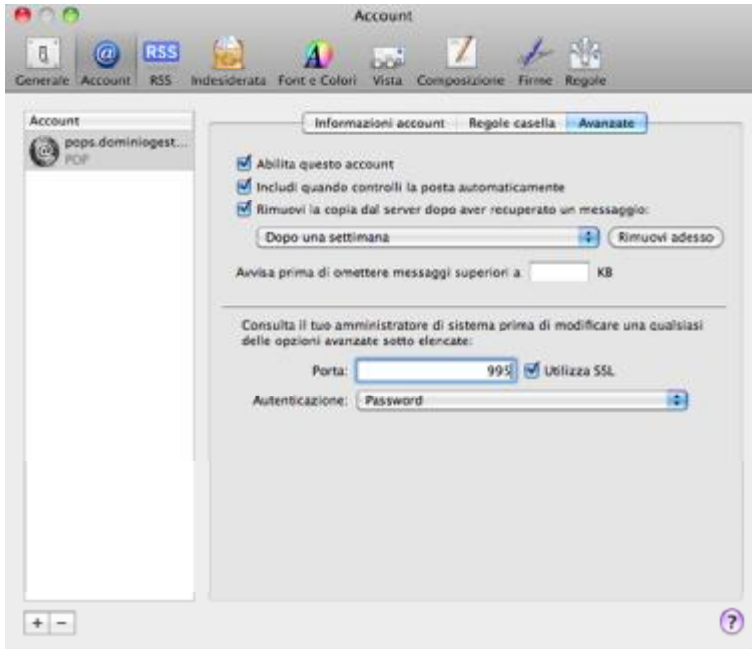 Account
RSS
Generale Account RSS Indesiderata Font e Colori Vista Composizione Firme Regole
Account
pops.dominiogest...
POP
Informazioni account Regole casella Avanzate
Abilita questo account
Includi quando controlli la posta automaticamente
Rimuovi la copia dal server dopo aver recuperato un messaggio:
Dopo una settimana Rimuovi adesso
Avvisa prima di omettere messaggi superiori a KB
Consulta il tuo amministratore di sistema prima di modificare una qualsiasi
delle opzioni avanzate sotto elencate:
Porta: 995 Utilizza SSL
Autenticazione: Password